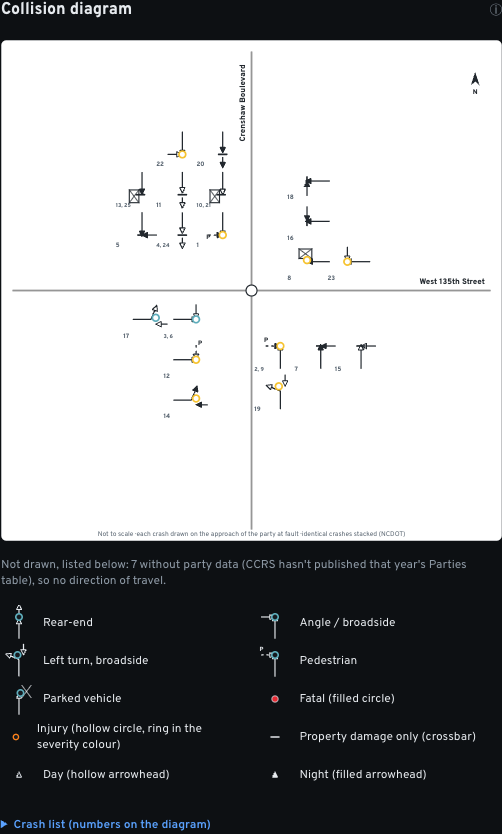 Collision diagram
Crenshaw Boulevard
N
22
20
13, 25
11
10, 21
18
5
4, 24
P
1
16
8
23
West 135th Street
17
3, 6
P
12
P
2, 9
7
15
14
19
Not to scale ·each crash drawn on the approach of the party at fault ·identical crashes stacked (NCDOT)
Not drawn, listed below: 7 without party data (CCRS hasn't published that year's Parties
table), so no direction of travel.
Rear-end
Angle / broadside
Left turn, broadside
P
Pedestrian
Parked vehicle
Fatal (filled circle)
Injury (hollow circle, ring in the
severity colour)
Property damage only (crossbar)
Day (hollow arrowhead)
Night (filled arrowhead)
Crash list (numbers on the diagram)